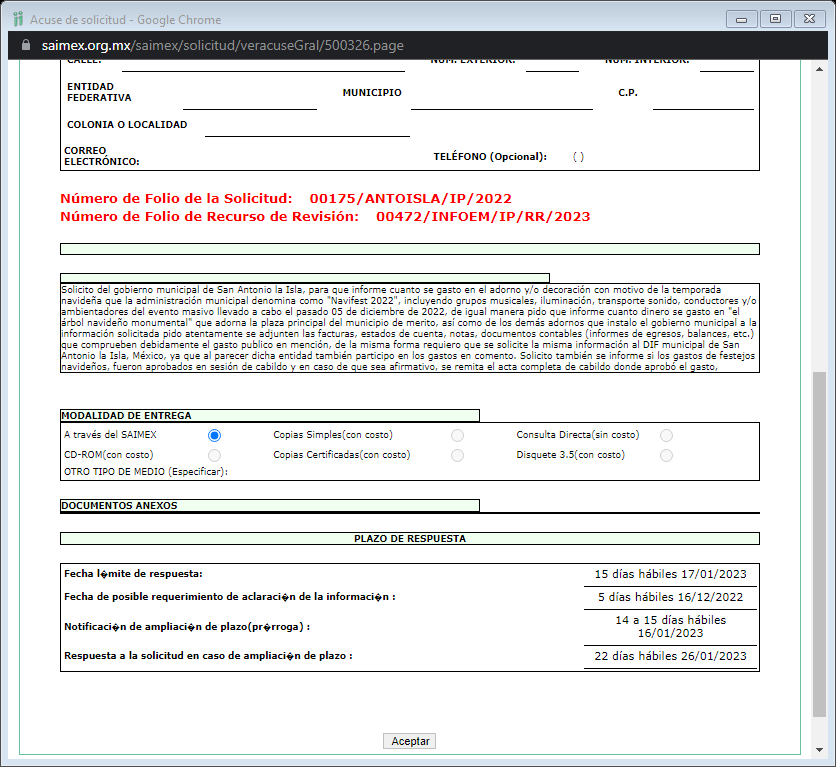 Acuse de solicitud - Google Chrome
saimex.org.mx/saimex/solicitud/veracuseGral/500326.page
CALLE: NÚM. EXTERIOR: NÚM. INTERIOR:
ENTIDAD
FEDERATIVA MUNICIPIO C.P.
COLONIA O LOCALIDAD
CORREO
ELECTRÓNICO: TELÉFONO (Opcional): ( )
Número de Folio de la Solicitud: 00175/ANTOISLA/IP/2022
Número de Folio de Recurso de Revisión: 00472/INFOEM/IP/RR/2023
Solicito del gobierno municipal de San Antonio la Isla, para que informe cuanto se gasto en el adorno y/o decoración con motivo de la temporada
navideña que la administración municipal denomina como "Navifest 2022", incluyendo grupos musicales, iluminación, transporte sonido, conductores y/o
ambientadores del evento masivo llevado a cabo el pasado 05 de diciembre de 2022, de igual manera pido que informe cuanto dinero se gasto en "el
árbol navideño monumental" que adorna la plaza principal del municipio de merito, así como de los demás adornos que instalo el gobierno municipal a la
información solicitada pido atentamente se adjunten las facturas, estados de cuenta, notas, documentos contables (informes de egresos, balances, etc.)
que comprueben debidamente el gasto publico en mención, de la misma forma requiero que se solicite la misma información al DIF municipal de San
Antonio la Isla, México, ya que al parecer dicha entidad también participo en los gastos en comento. Solicito también se informe si los gastos de festejos
navideños, fueron aprobados en sesión de cabildo y en caso de que sea afirmativo, se remita el acta completa de cabildo donde aprobó el gasto,
MODALIDAD DE ENTREGA
A través del SAIMEX Copias Simples(con costo) Consulta Directa(sin costo)
CD-ROM(con costo) Copias Certificadas(con costo) Disquete 3.5(con costo)
OTRO TIPO DE MEDIO (Especificar):
DOCUMENTOS ANEXOS
PLAZO DE RESPUESTA
Fecha l�mite de respuesta: 15 días hábiles 17/01/2023
Fecha de posible requerimiento de aclaraci�n de la informaci�n : 5 días hábiles 16/12/2022
Notificaci�n de ampliaci�n de plazo(pr�rroga) : 14 a 15 días hábiles
16/01/2023
Respuesta a la solicitud en caso de ampliaci�n de plazo : 22 días hábiles 26/01/2023
Aceptar